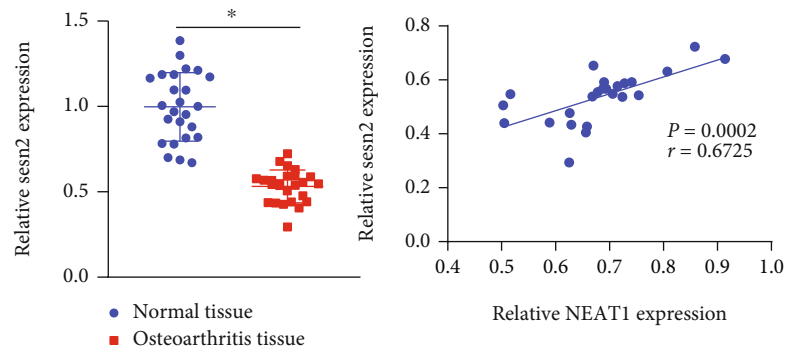 *
Relative sesn2 expression
1.5
1.0
0.5
0.0
Normal tissue
Osteoarthritis tissue
Relative sesn2 expression
0.8
0.6
0.4
0.2
0.0
P = 0.0002
r = 0.6725
0.4 0.5 0.6 0.7 0.8 0.9 1.0
Relative NEAT1 expression